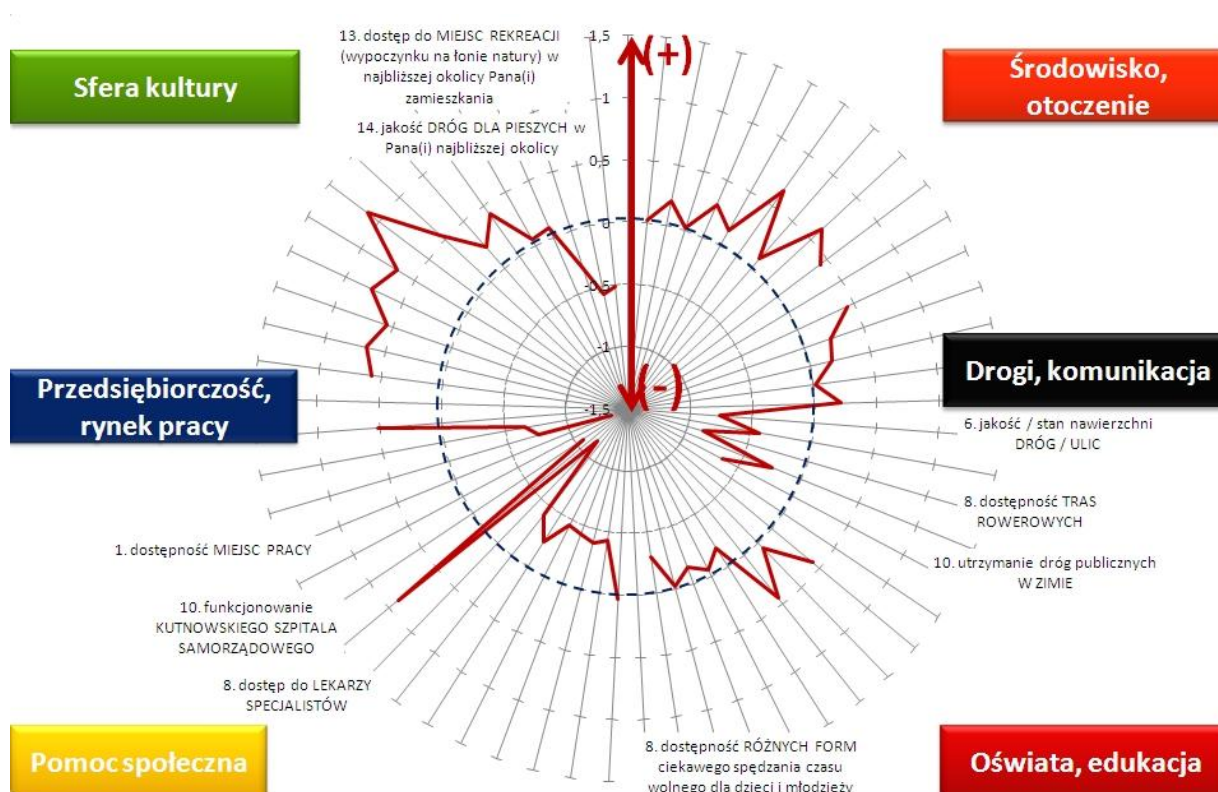 Sfera kultury
13. dostęp do MIEJSC REKREACJI
(wypoczynku na łonie natury) w
najbliższej okolicy Pana(i)
zamieszkania
14. jakość DRÓG DLA PIESZYCH w
Pana(i) najbliższej okolicy
1,5
1
0,5
0
-0,5
-1
-1,5
(+)
(-)
Środowisko,
otoczenie
Drogi, komunikacja
6. jakość / stan nawierzchni
DRÓG / ULIC
8. dostępność TRAS
ROWEROWYCH
10. utrzymanie dróg publicznych
W ZIMIE
Przedsiębiorczość,
rynek pracy
1. dostępność MIEJSC PRACY
10. funkcjonowanie
KUTNOWSKIEGO SZPITALA
SAMORZĄDOWEGO
8. dostęp do LEKARZY
SPECJALISTÓW
Pomoc społeczna
8. dostępność RÓŻNYCH FORM
ciekawego spędzania czasu
wolnego dla dzieci i młodzieży
Oświata, edukacja